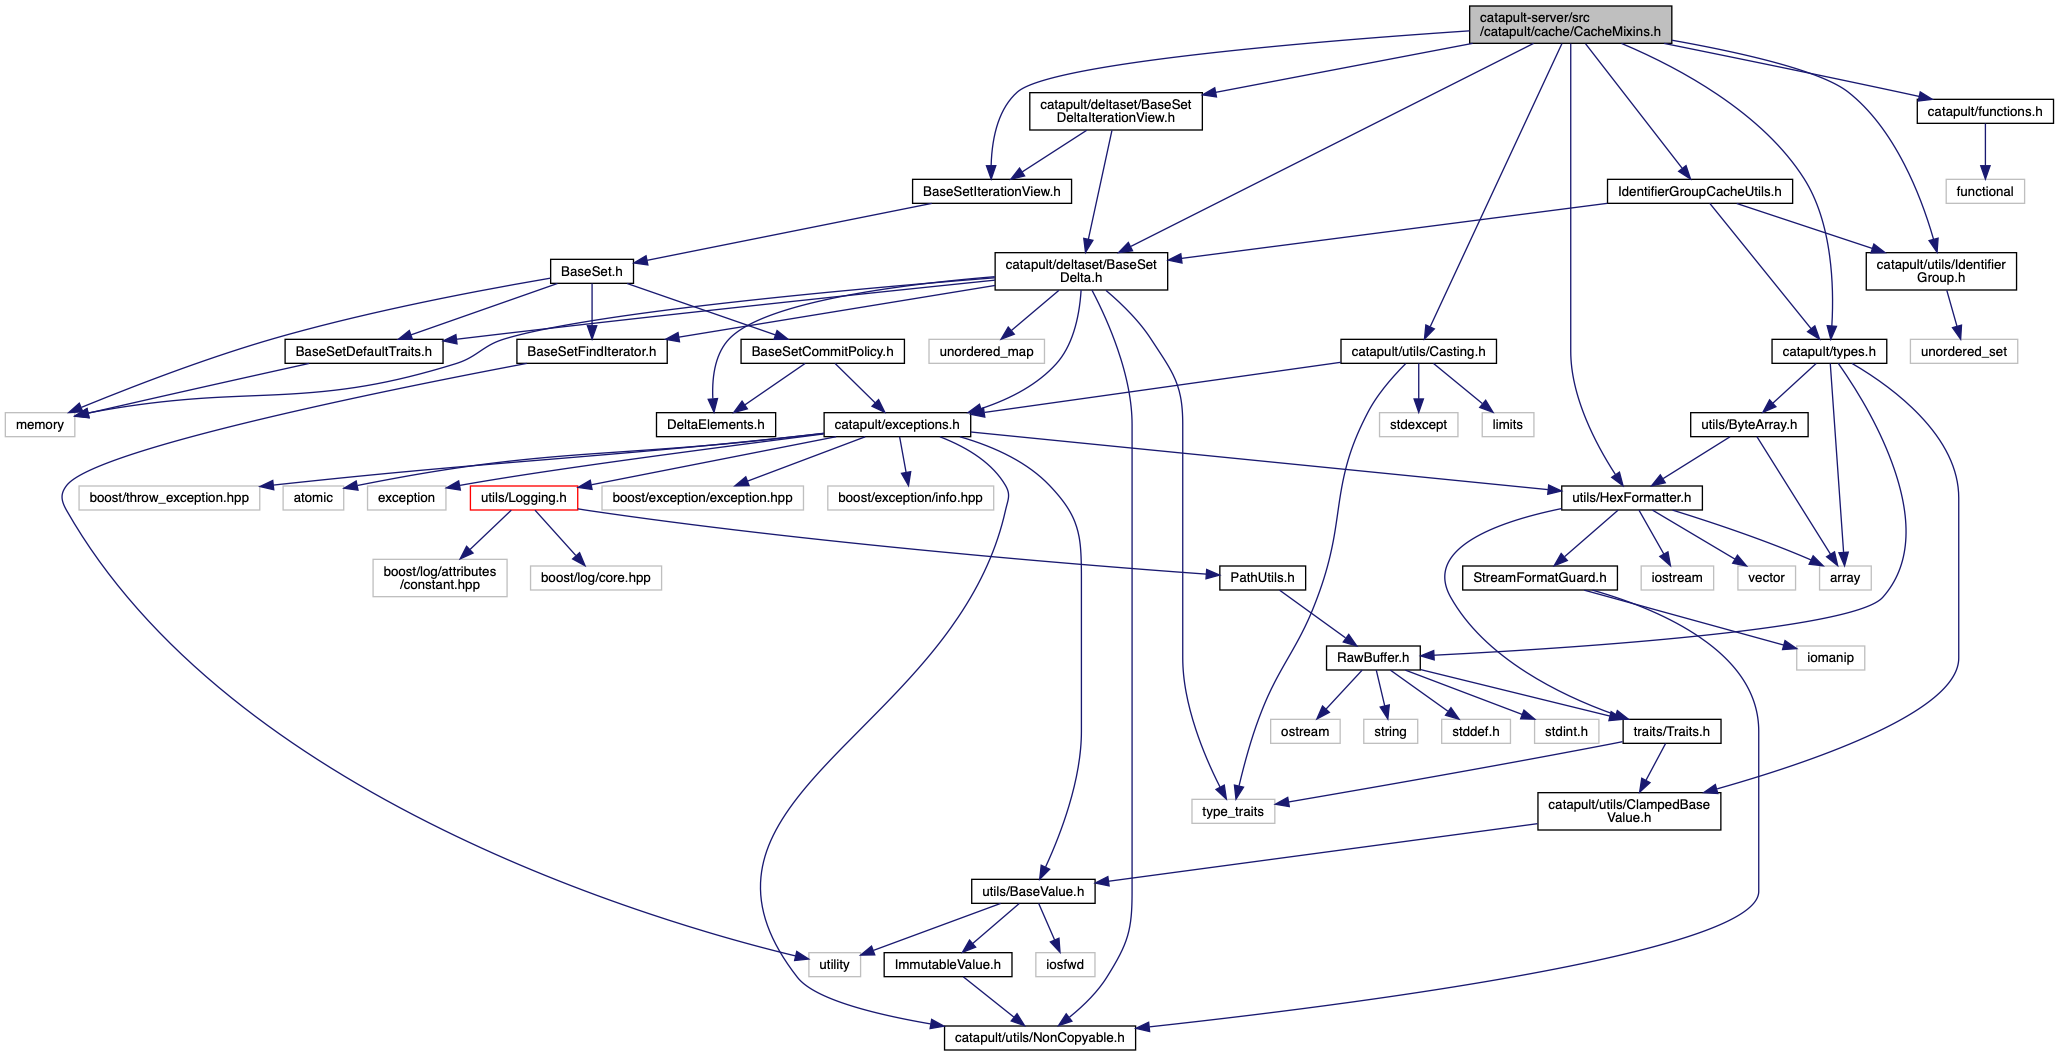 catapult-server/src
/catapult/cache/CacheMixins.h
catapult/deltaset/BaseSet
DeltaIterationView.h
catapult/functions.h
BaseSetIterationView.h
IdentifierGroupCacheUtils.h
functional
BaseSet.h
catapult/deltaset/BaseSet
Delta.h
catapult/utils/Identifier
Group.h
BaseSetDefaultTraits.h
BaseSetFindIterator.h
BaseSetCommitPolicy.h
unordered_map
catapult/utils/Casting.h
catapult/types.h
unordered_set
memory
DeltaElements.h
catapult/exceptions.h
stdexcept
limits
utils/ByteArray.h
boost/throw_exception.hpp
atomic
exception
utils/Logging.h
boost/exception/exception.hpp
boost/exception/info.hpp
utils/HexFormatter.h
boost/log/attributes
/constant.hpp
boost/log/core.hpp
PathUtils.h
StreamFormatGuard.h
iostream
vector
array
RawBuffer.h
iomanip
ostream
string
stddef.h
stdint.h
traits/Traits.h
type_traits
catapult/utils/ClampedBase
Value.h
utils/BaseValue.h
utility
ImmutableValue.h
iosfwd
catapult/utils/NonCopyable.h